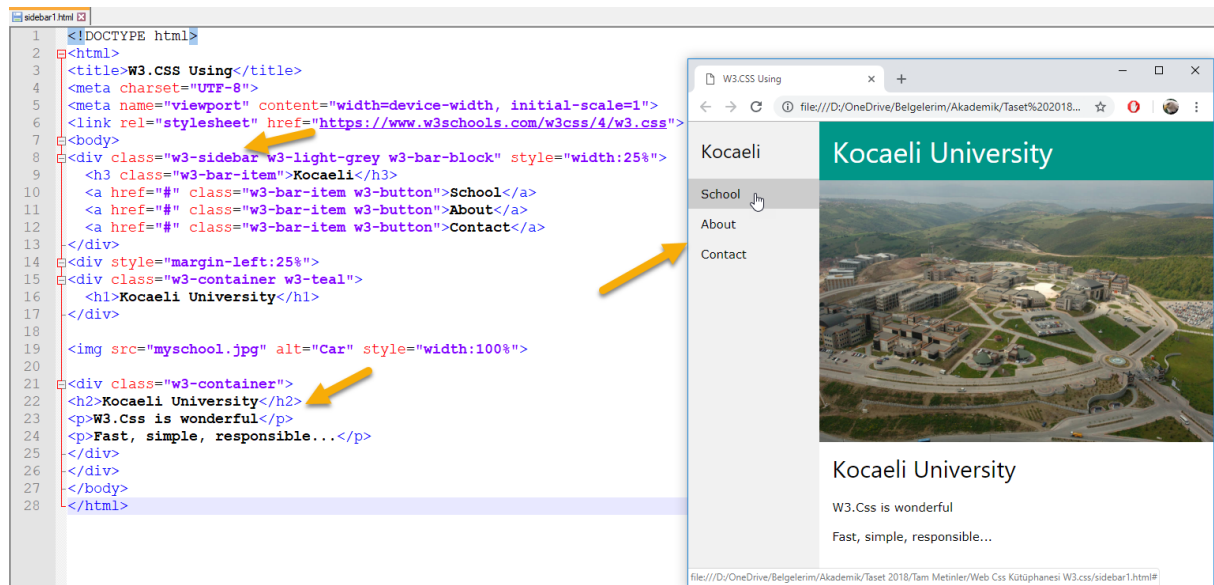 sidebar1.html
1 <!DOCTYPE html>
2 <html>
3 <title>W3.CSS Using</title>
4 <meta charset="UTF-8">
5 <meta name="viewport" content="width=device-width, initial-scale=1">
6 <link rel="stylesheet" href="https://www.w3schools.com/w3css/4/w3.css">
7 <body>
8 <div class="w3-sidebar w3-light-grey w3-bar-block" style="width:25%">
9 <h3 class="w3-bar-item">Kocaeli</h3>
10 <a href="#" class="w3-bar-item w3-button">School</a>
11 <a href="#" class="w3-bar-item w3-button">About</a>
12 <a href="#" class="w3-bar-item w3-button">Contact</a>
13 </div>
14 <div style="margin-left:25%">
15 <div class="w3-container w3-teal">
16 <h1>Kocaeli University</h1>
17 </div>
18
19 <img src="myschool.jpg" alt="Car" style="width:100%">
20
21 <div class="w3-container">
22 <h2>Kocaeli University</h2>
23 <p>W3.Css is wonderful</p>
24 <p>Fast, simple, responsible...</p>
25 </div>
26 </div>
27 </body>
28 </html>
W3.CSS Using
file:///D:/OneDrive/Belgelerim/Akademik/Taset%202018...
Kocaeli
School
About
Contact
Kocaeli University
Kocaeli University
W3.Css is wonderful
Fast, simple, responsible...
file:///D:/OneDrive/Belgelerim/Akademik/Taset 2018/Tam Metinler/Web Css Kütüphanesi W3.css/sidebar1.html#